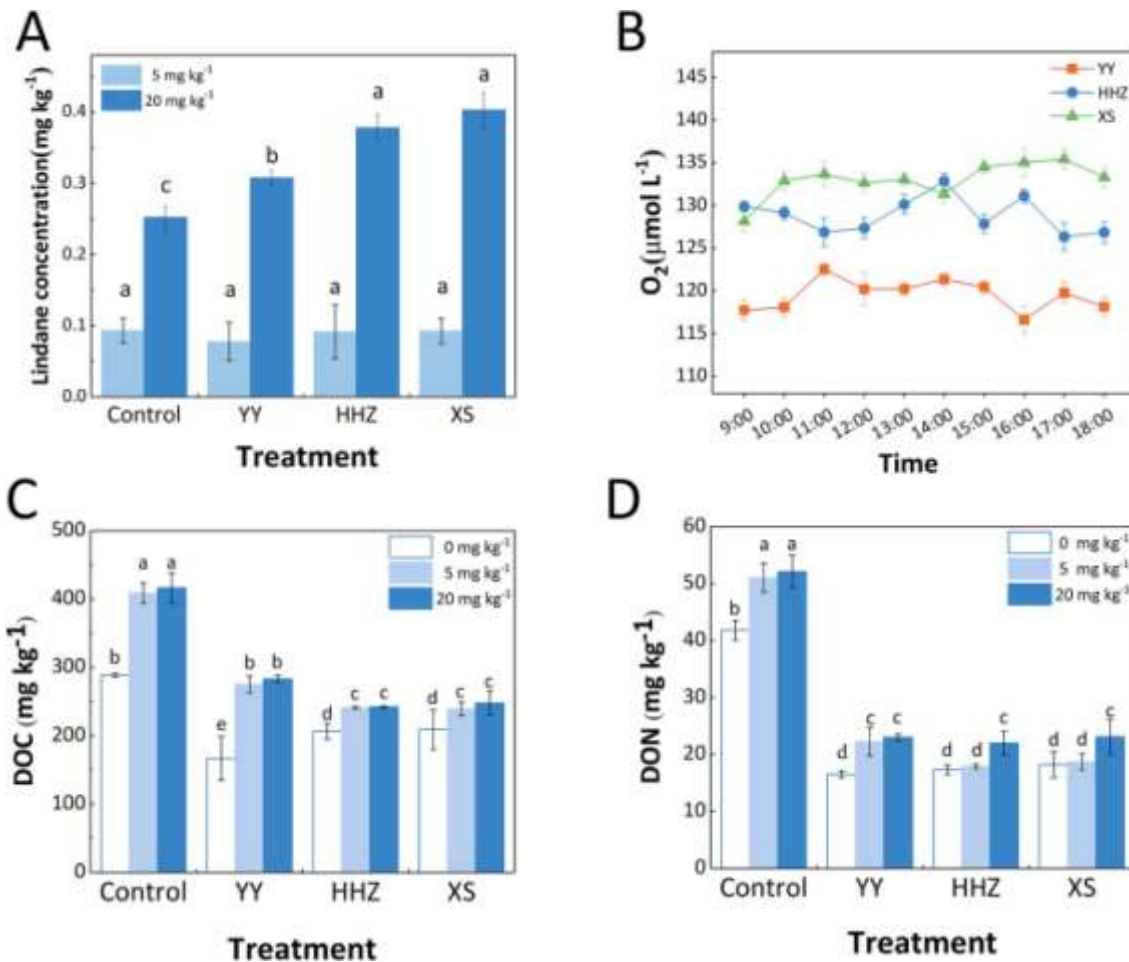 A
Lindane concentration(mg kg-1)
5 mg kg-1
20 mg kg-1
0.4
0.3
0.2
0.1
0.0
a c a b a a a a
Control YY HHZ XS
Treatment
B
O2(μmol L-1)
YY
HHZ
XS
145
140
135
130
125
120
115
110
9:00 10:00 11:00 12:00 13:00 14:00 15:00 16:00 17:00 18:00
Time
C
DOC (mg kg-1)
0 mg kg-1
5 mg kg-1
20 mg kg-1
500
400
300
200
100
0
b a a e b b d c c d c c
Control YY HHZ XS
Treatment
D
DON (mg kg-1)
0 mg kg-1
5 mg kg-1
20 mg kg-1
60
50
40
30
20
10
0
b a a d c c d d c d d c
Control YY HHZ XS
Treatment